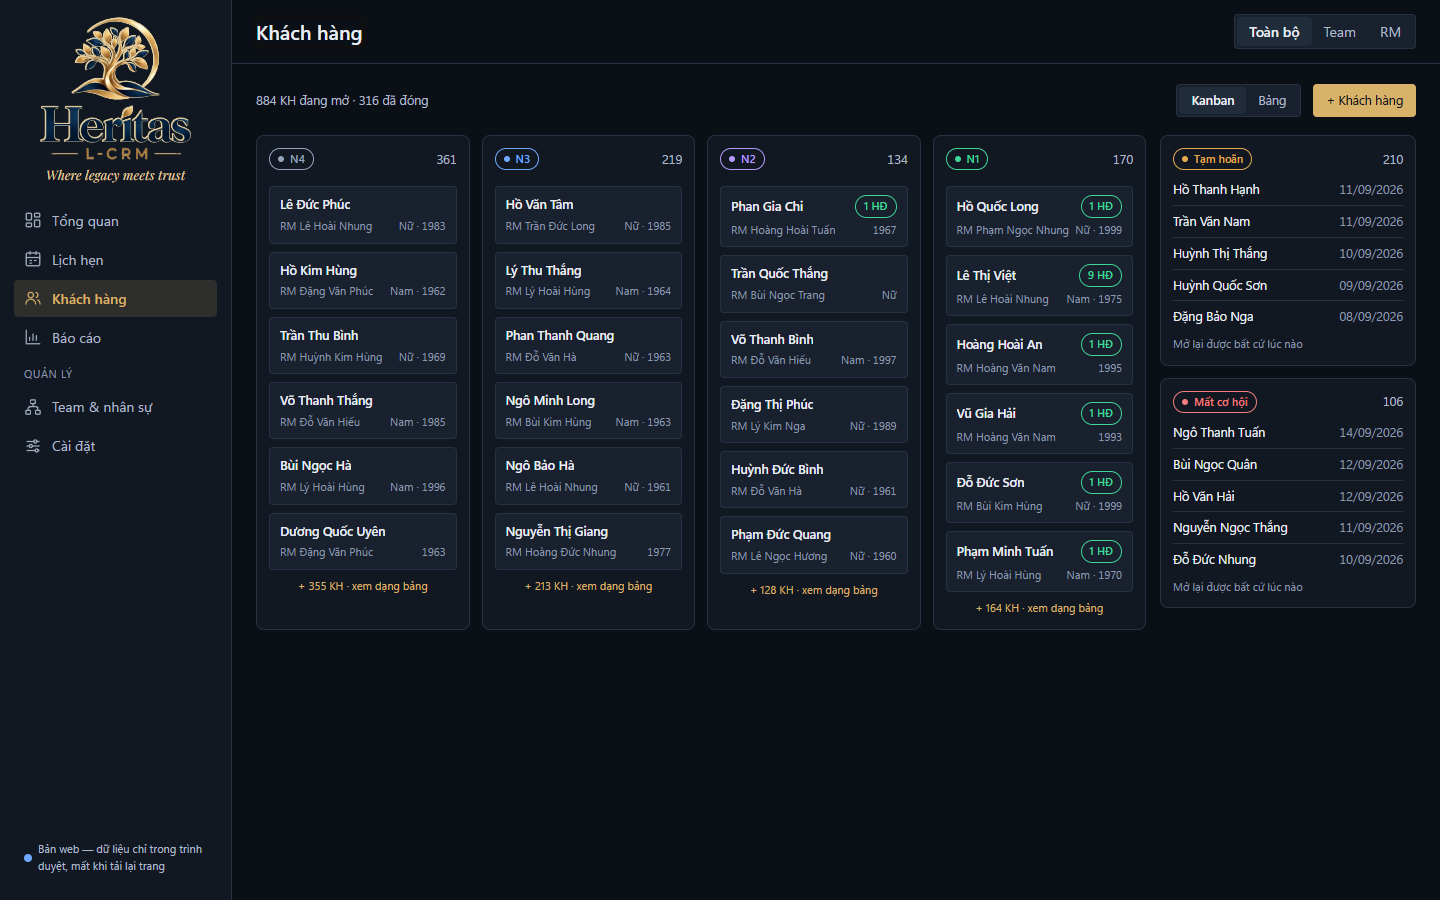 Heritas
L-CRM
Where legacy meets trust
Tổng quan
Lịch hẹn
Khách hàng
Báo cáo
QUẢN LÝ
Team & nhân sự
Cài đặt
Bản web — dữ liệu chỉ trong trình
duyệt, mất khi tải lại trang
Khách hàng
Toàn bộ Team RM
884 KH đang mở · 316 đã đóng
Kanban Bảng
+ Khách hàng
N4 361
Lê Đức Phúc
RM Lê Hoài Nhung Nữ · 1983
Hồ Kim Hùng
RM Đặng Văn Phúc Nam · 1962
Trần Thu Bình
RM Huỳnh Kim Hùng Nữ · 1969
Võ Thanh Thắng
RM Đỗ Văn Hiếu Nam · 1985
Bùi Ngọc Hà
RM Lý Hoài Hùng Nam · 1996
Dương Quốc Uyên
RM Đặng Văn Phúc 1963
+ 355 KH · xem dạng bảng
N3 219
Hồ Văn Tâm
RM Trần Đức Long Nữ · 1985
Lý Thu Thắng
RM Lý Hoài Hùng Nam · 1964
Phan Thanh Quang
RM Đỗ Văn Hà Nữ · 1963
Ngô Minh Long
RM Bùi Kim Hùng Nam · 1963
Ngô Bảo Hà
RM Lê Hoài Nhung Nữ · 1961
Nguyễn Thị Giang
RM Hoàng Đức Nhung 1977
+ 213 KH · xem dạng bảng
N2 134
Phan Gia Chi 1 HĐ
RM Hoàng Hoài Tuấn 1967
Trần Quốc Thắng
RM Bùi Ngọc Trang Nữ
Võ Thanh Bình
RM Đỗ Văn Hiếu Nam · 1997
Đặng Thị Phúc
RM Lý Kim Nga Nữ · 1989
Huỳnh Đức Bình
RM Đỗ Văn Hà Nữ · 1961
Phạm Đức Quang
RM Lê Ngọc Hương Nữ · 1960
+ 128 KH · xem dạng bảng
N1 170
Hồ Quốc Long 1 HĐ
RM Phạm Ngọc Nhung Nữ · 1999
Lê Thị Việt 9 HĐ
RM Lê Hoài Nhung Nam · 1975
Hoàng Hoài An 1 HĐ
RM Hoàng Văn Nam 1995
Vũ Gia Hải 1 HĐ
RM Hoàng Văn Nam 1993
Đỗ Đức Sơn 1 HĐ
RM Bùi Kim Hùng Nữ · 1999
Phạm Minh Tuấn 1 HĐ
RM Lý Hoài Hùng Nam · 1970
+ 164 KH · xem dạng bảng
Tạm hoãn 210
Hồ Thanh Hạnh 11/09/2026
Trần Văn Nam 11/09/2026
Huỳnh Thị Thắng 10/09/2026
Huỳnh Quốc Sơn 09/09/2026
Đặng Bảo Nga 08/09/2026
Mở lại được bất cứ lúc nào
Mất cơ hội 106
Ngô Thanh Tuấn 14/09/2026
Bùi Ngọc Quân 12/09/2026
Hồ Văn Hải 12/09/2026
Nguyễn Ngọc Thắng 11/09/2026
Đỗ Đức Nhung 10/09/2026
Mở lại được bất cứ lúc nào